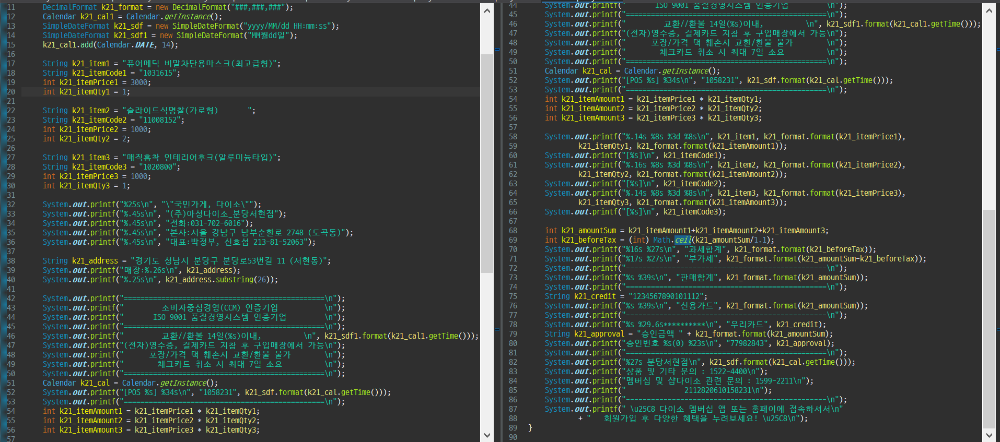 11 DecimalFormat k21_format = new DecimalFormat("###,###,###");
12 Calendar k21_cal1 = Calendar.getInstance();
13 SimpleDateFormat k21_sdf = new SimpleDateFormat("yyyy/MM/dd HH:mm:ss");
14 SimpleDateFormat k21_sdf1 = new SimpleDateFormat("MM월dd일");
15 k21_cal1.add(Calendar.DATE, 14);
16
17 String k21_item1 = "퓨어메딕 비말차단용마스크(최고급형)";
18 String k21_itemCode1 = "1031615";
19 int k21_itemPrice1 = 3000;
20 int k21_itemQty1 = 1;
21
22 String k21_item2 = "슬라이드식명찰(가로형)       ";
23 String k21_itemCode2 = "11008152";
24 int k21_itemPrice2 = 1000;
25 int k21_itemQty2 = 2;
26
27 String k21_item3 = "매직흡착 인테리어후크(알루미늄타입)";
28 String k21_itemCode3 = "1020800";
29 int k21_itemPrice3 = 1000;
30 int k21_itemQty3 = 1;
31
32 System.out.printf("%25s\n", "\"국민가게, 다이소\"");
33 System.out.printf("%.45s\n", "(주)아성다이소_분당서현점");
34 System.out.printf("%.45s\n", "전화:031-702-6016");
35 System.out.printf("%.45s\n", "본사:서울 강남구 남부순환로 2748 (도곡동)");
36 System.out.printf("%.45s\n", "대표:박정부, 신호섭 213-81-52063");
37
38 String k21_address = "경기도 성남시 분당구 분당로53번길 11 (서현동)";
39 System.out.printf("매장:%.26s\n", k21_address);
40 System.out.printf("%.25s\n", k21_address.substring(26));
41
42 System.out.printf("================================================\n");
43 System.out.printf("         소비자중심경영(CCM) 인증기업           \n");
44 System.out.printf("       ISO 9001 품질경영시스템 인증기업         \n");
45 System.out.printf("================================================\n");
46 System.out.printf("         교환//환불 14일(%s)이내,          \n", k21_sdf1.format(k21_cal1.getTime()));
47 System.out.printf("(전자)영수증, 결제카드 지참 후 구입매장에서 가능\n");
48 System.out.printf("      포장/가격 택 훼손시 교환/환불 불가        \n");
49 System.out.printf("        체크카드 취소 시 최대 7일 소요          \n");
50 System.out.printf("================================================\n");
51 Calendar k21_cal = Calendar.getInstance();
52 System.out.printf("[POS %s] %34s\n", "1058231", k21_sdf.format(k21_cal.getTime()));
53 System.out.printf("================================================\n");
54 int k21_itemAmount1 = k21_itemPrice1 * k21_itemQty1;
55 int k21_itemAmount2 = k21_itemPrice2 * k21_itemQty2;
56 int k21_itemAmount3 = k21_itemPrice3 * k21_itemQty3;
57
44 System.out.printf("       ISO 9001 품질경영시스템 인증기업         \n");
45 System.out.printf("================================================\n");
46 System.out.printf("         교환//환불 14일(%s)이내,          \n", k21_sdf1.format(k21_cal1.getTime()));
47 System.out.printf("(전자)영수증, 결제카드 지참 후 구입매장에서 가능\n");
48 System.out.printf("      포장/가격 택 훼손시 교환/환불 불가        \n");
49 System.out.printf("        체크카드 취소 시 최대 7일 소요          \n");
50 System.out.printf("================================================\n");
51 Calendar k21_cal = Calendar.getInstance();
52 System.out.printf("[POS %s] %34s\n", "1058231", k21_sdf.format(k21_cal.getTime()));
53 System.out.printf("================================================\n");
54 int k21_itemAmount1 = k21_itemPrice1 * k21_itemQty1;
55 int k21_itemAmount2 = k21_itemPrice2 * k21_itemQty2;
56 int k21_itemAmount3 = k21_itemPrice3 * k21_itemQty3;
57
58 System.out.printf("%.14s %8s %3d %8s\n", k21_item1, k21_format.format(k21_itemPrice1),
59 k21_itemQty1, k21_format.format(k21_itemAmount1));
60 System.out.printf("[%s]\n", k21_itemCode1);
61 System.out.printf("%.16s %8s %3d %8s\n", k21_item2, k21_format.format(k21_itemPrice2),
62 k21_itemQty2, k21_format.format(k21_itemAmount2));
63 System.out.printf("[%s]\n", k21_itemCode2);
64 System.out.printf("%.14s %8s %3d %8s\n", k21_item3, k21_format.format(k21_itemPrice3),
65 k21_itemQty3, k21_format.format(k21_itemAmount3));
66 System.out.printf("[%s]\n", k21_itemCode3);
67
68 int k21_amountSum = k21_itemAmount1+k21_itemAmount2+k21_itemAmount3;
69 int k21_beforeTax = (int) Math.ceil(k21_amountSum/1.1);
70 System.out.printf("%16s %27s\n", "과세합계", k21_format.format(k21_beforeTax));
71 System.out.printf("%17s %27s\n", "부가세", k21_format.format(k21_amountSum-k21_beforeTax));
72 System.out.printf("------------------------------------------------\n");
73 System.out.printf("%s %39s\n", "판매합계", k21_format.format(k21_amountSum));
74 System.out.printf("================================================\n");
75 String k21_credit = "1234567890101112";
76 System.out.printf("%s %39s\n", "신용카드", k21_format.format(k21_amountSum));
77 System.out.printf("------------------------------------------------\n");
78 System.out.printf("%s %29.6s**********\n", "우리카드", k21_credit);
79 String k21_approval = "승인금액 " + k21_format.format(k21_amountSum);
80 System.out.printf("승인번호 %s(0) %23s\n", "77982843", k21_approval);
81 System.out.printf("================================================\n");
82 System.out.printf("%27s 분당서현점\n", k21_sdf.format(k21_cal.getTime()));
83 System.out.printf("상품 및 기타 문의 : 1522-4400\n");
84 System.out.printf("멤버십 및 샵다이소 관련 문의 : 1599-2211\n");
85 System.out.printf("              2112820610158231\n");
86 System.out.printf("------------------------------------------------\n");
87 System.out.printf(" \u25C8 다이소 멤버십 앱 또는 홈페이에 접속하셔서\n"
88 + "   회원가입 후 다양한 혜택을 누려보세요! \u25C8\n");
89 }
90